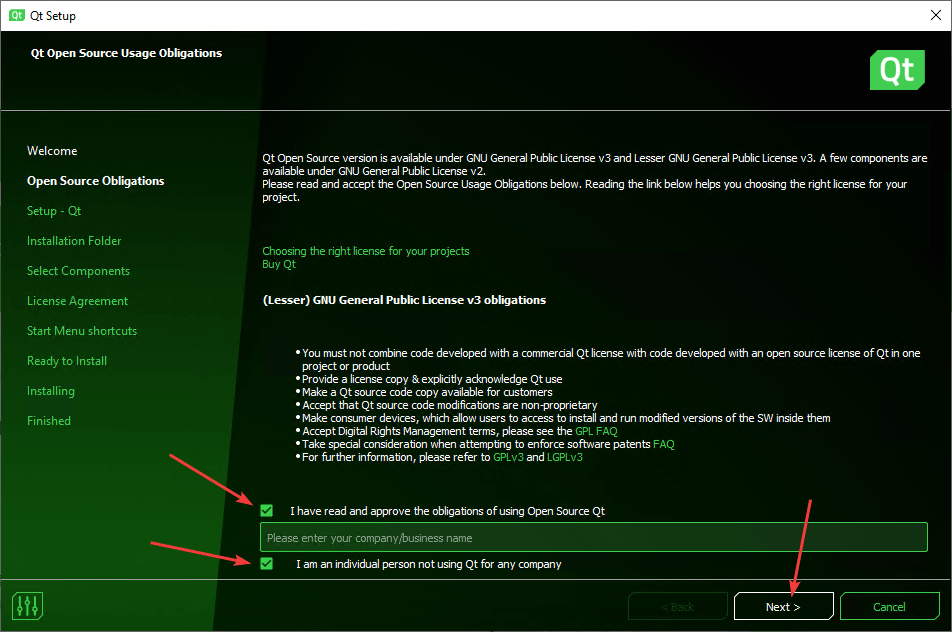 Qt Qt Setup
Qt Open Source Usage Obligations
Qt
Welcome
Open Source Obligations
Setup - Qt
Installation Folder
Select Components
License Agreement
Start Menu shortcuts
Ready to Install
Installing
Finished
Qt Open Source version is available under GNU General Public License v3 and Lesser GNU General Public License v3. A few components are
available under GNU General Public License v2.
Please read and accept the Open Source Usage Obligations below. Reading the link below helps you choosing the right license for your
project.
Choosing the right license for your projects
Buy Qt
(Lesser) GNU General Public License v3 obligations
•You must not combine code developed with a commercial Qt license with code developed with an open source license of Qt in one
project or product
•Provide a license copy & explicitly acknowledge Qt use
•Make a Qt source code copy available for customers
•Accept that Qt source code modifications are non-proprietary
•Make consumer devices, which allow users to access to install and run modified versions of the SW inside them
•Accept Digital Rights Management terms, please see the GPL FAQ
•Take special consideration when attempting to enforce software patents FAQ
•For further information, please refer to GPLv3 and LGPLv3
I have read and approve the obligations of using Open Source Qt
Please enter your company/business name
I am an individual person not using Qt for any company
< Back
Next >
Cancel